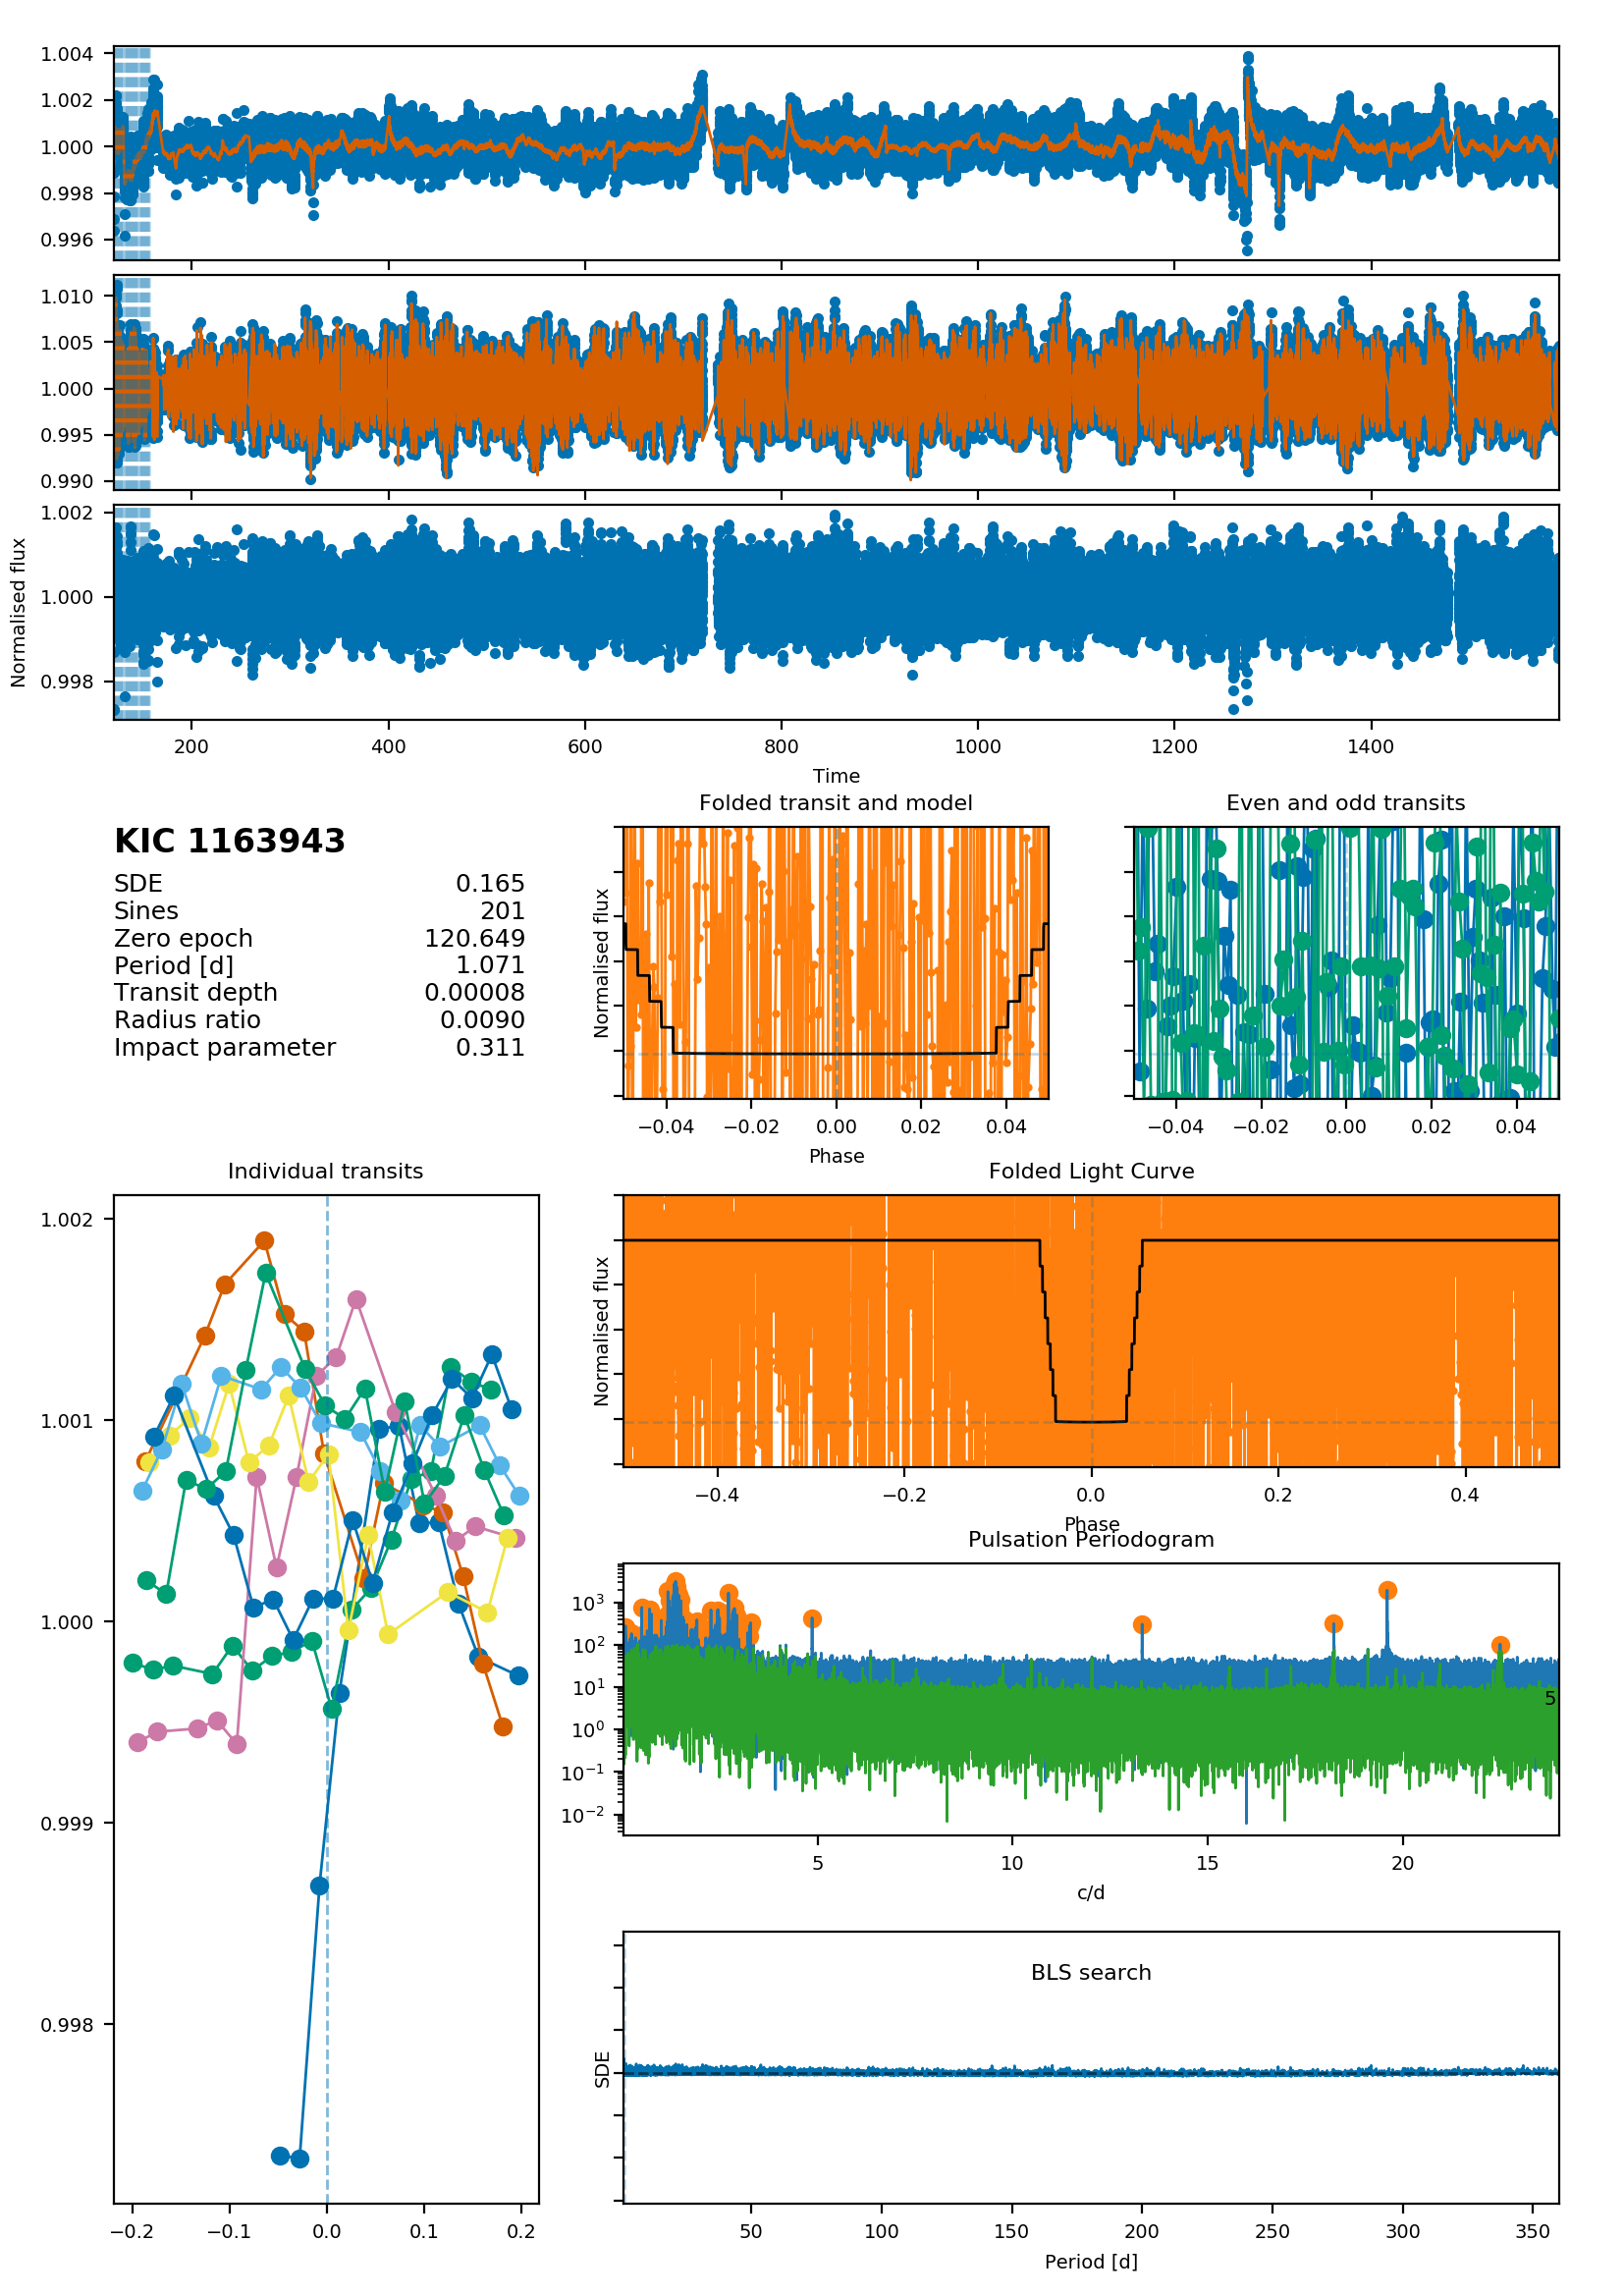 1.004
1.002
1.000
0.998
0.996
1.010
1.005
1.000
0.995
0.990
1.002
1.000
0.998
Normalised flux
200 400 600 800 1000 1200 1400
Time
KIC 1163943
SDE 0.165
Sines 201
Zero epoch 120.649
Period [d] 1.071
Transit depth 0.00008
Radius ratio 0.0090
Impact parameter 0.311
Folded transit and model
Normalised flux
−0.04 −0.02 0.00 0.02 0.04
Phase
Even and odd transits
−0.04 −0.02 0.00 0.02 0.04
Individual transits
1.002
1.001
1.000
0.999
0.998
−0.2 −0.1 0.0 0.1 0.2
Folded Light Curve
Normalised flux
−0.4 −0.2 0.0 0.2 0.4
Phase
Pulsation Periodogram
10³
10²
10¹
10⁰
10⁻¹
10⁻²
5
5 10 15 20
c/d
BLS search
SDE
50 100 150 200 250 300 350
Period [d]